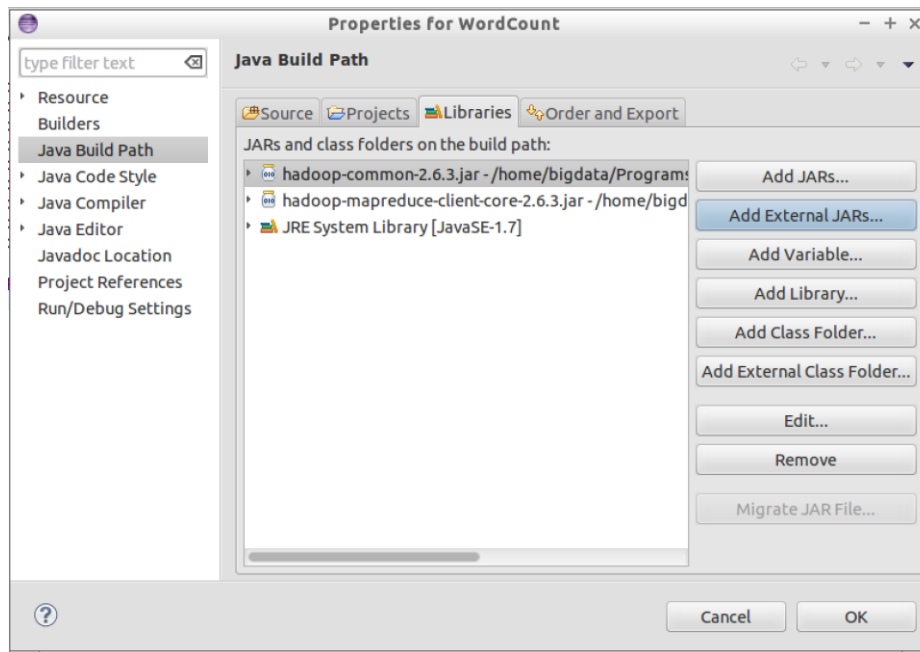 Properties for WordCount
type filter text
Resource
Builders
Java Build Path
Java Code Style
Java Compiler
Java Editor
Javadoc Location
Project References
Run/Debug Settings
Java Build Path
Source Projects Libraries Order and Export
JARs and class folders on the build path:
hadoop-common-2.6.3.jar - /home/bigdata/Programs
hadoop-mapreduce-client-core-2.6.3.jar - /home/bigd
JRE System Library [JavaSE-1.7]
Add JARs...
Add External JARs...
Add Variable...
Add Library...
Add Class Folder...
Add External Class Folder...
Edit...
Remove
Migrate JAR File...
Cancel OK